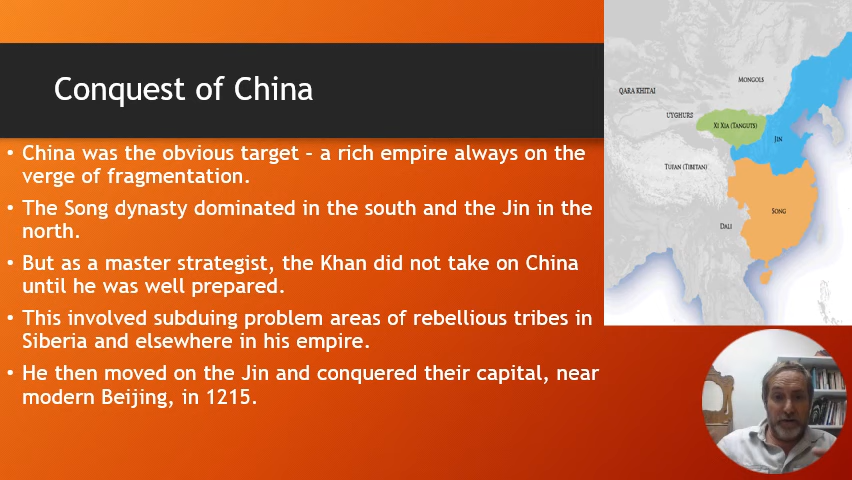 Conquest of China
• China was the obvious target – a rich empire always on the
verge of fragmentation.
• The Song dynasty dominated in the south and the Jin in the
north.
• But as a master strategist, the Khan did not take on China
until he was well prepared.
• This involved subduing problem areas of rebellious tribes in
Siberia and elsewhere in his empire.
• He then moved on the Jin and conquered their capital, near
modern Beijing, in 1215.
MONGOLS
QARA KHITAI
UYGHURS
XI XIA (TANGUTS)
JIN
TUFAN (TIBETAN)
SONG
DALI